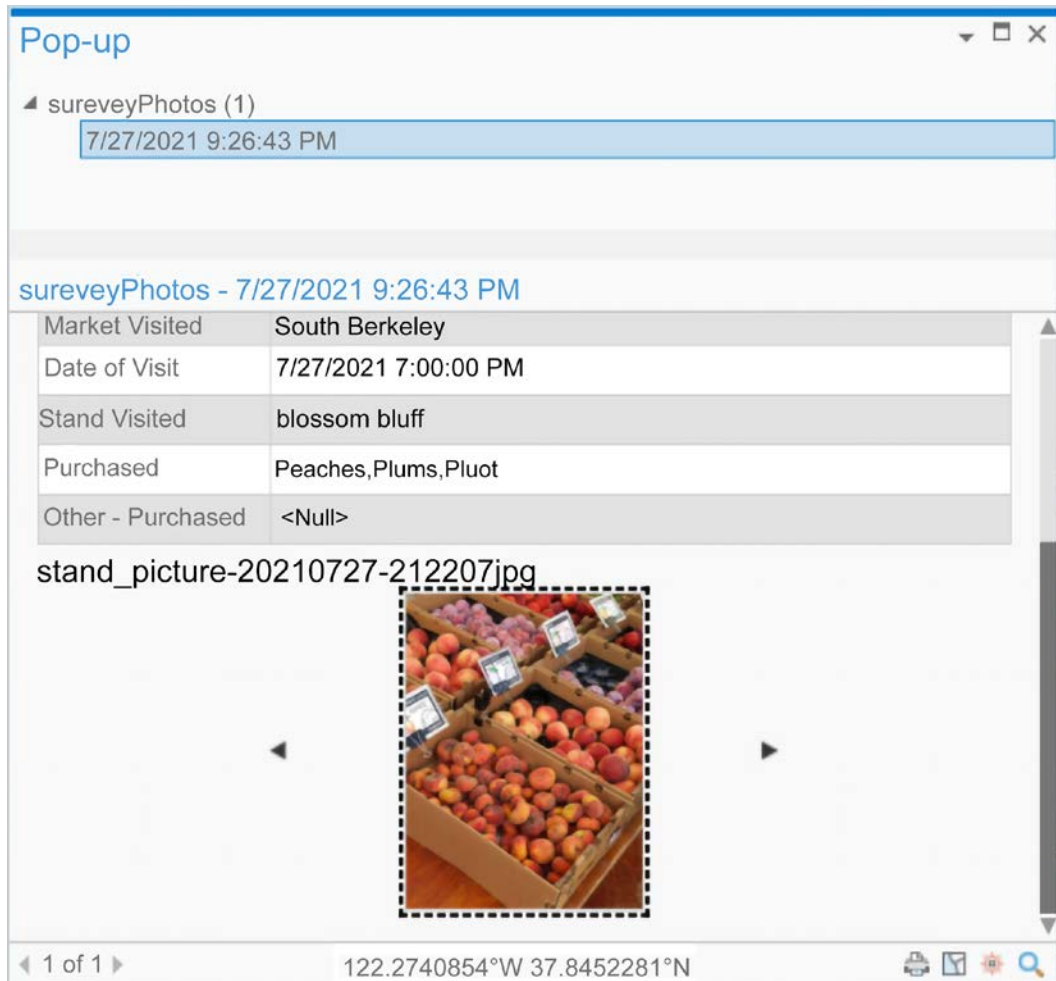 Pop-up
sureveyPhotos (1)
7/27/2021 9:26:43 PM
sureveyPhotos - 7/27/2021 9:26:43 PM
Market Visited South Berkeley
Date of Visit 7/27/2021 7:00:00 PM
Stand Visited blossom bluff
Purchased Peaches,Plums,Pluot
Other - Purchased <Null>
stand_picture-20210727-212207jpg
1 of 1 122.2740854°W 37.8452281°N